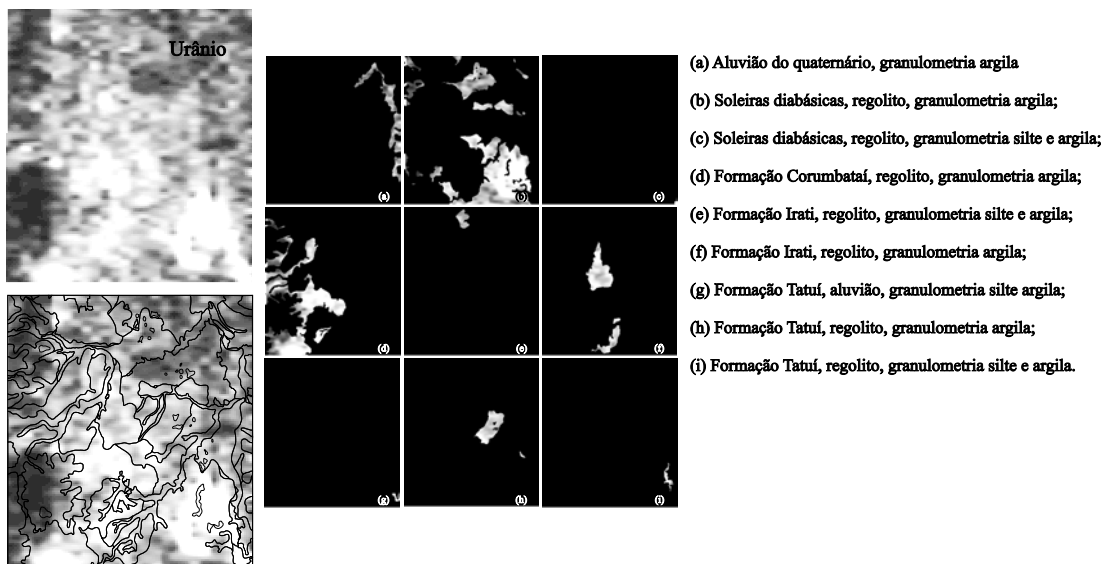 Urânio
(a)
(b)
(c)
(d)
(e)
(f)
(g)
(h)
(i)
(a) Aluvião do quaternário, granulometria argila
(b) Soleiras diabásicas, regolito, granulometria argila;
(c) Soleiras diabásicas, regolito, granulometria silte e argila;
(d) Formação Corumbataí, regolito, granulometria argila;
(e) Formação Irati, regolito, granulometria silte e argila;
(f) Formação Irati, regolito, granulometria argila;
(g) Formação Tatuí, aluvião, granulometria silte argila;
(h) Formação Tatuí, regolito, granulometria argila;
(i) Formação Tatuí, regolito, granulometria silte e argila.